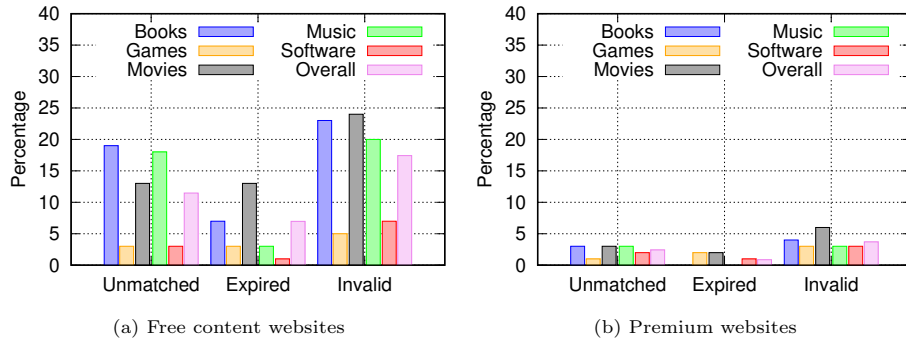 40
35
30
25
20
15
10
5
0
Percentage
Books
Games
Movies
Music
Software
Overall
Unmatched Expired Invalid
(a) Free content websites
40
35
30
25
20
15
10
5
0
Percentage
Books
Games
Movies
Music
Software
Overall
Unmatched Expired Invalid
(b) Premium websites